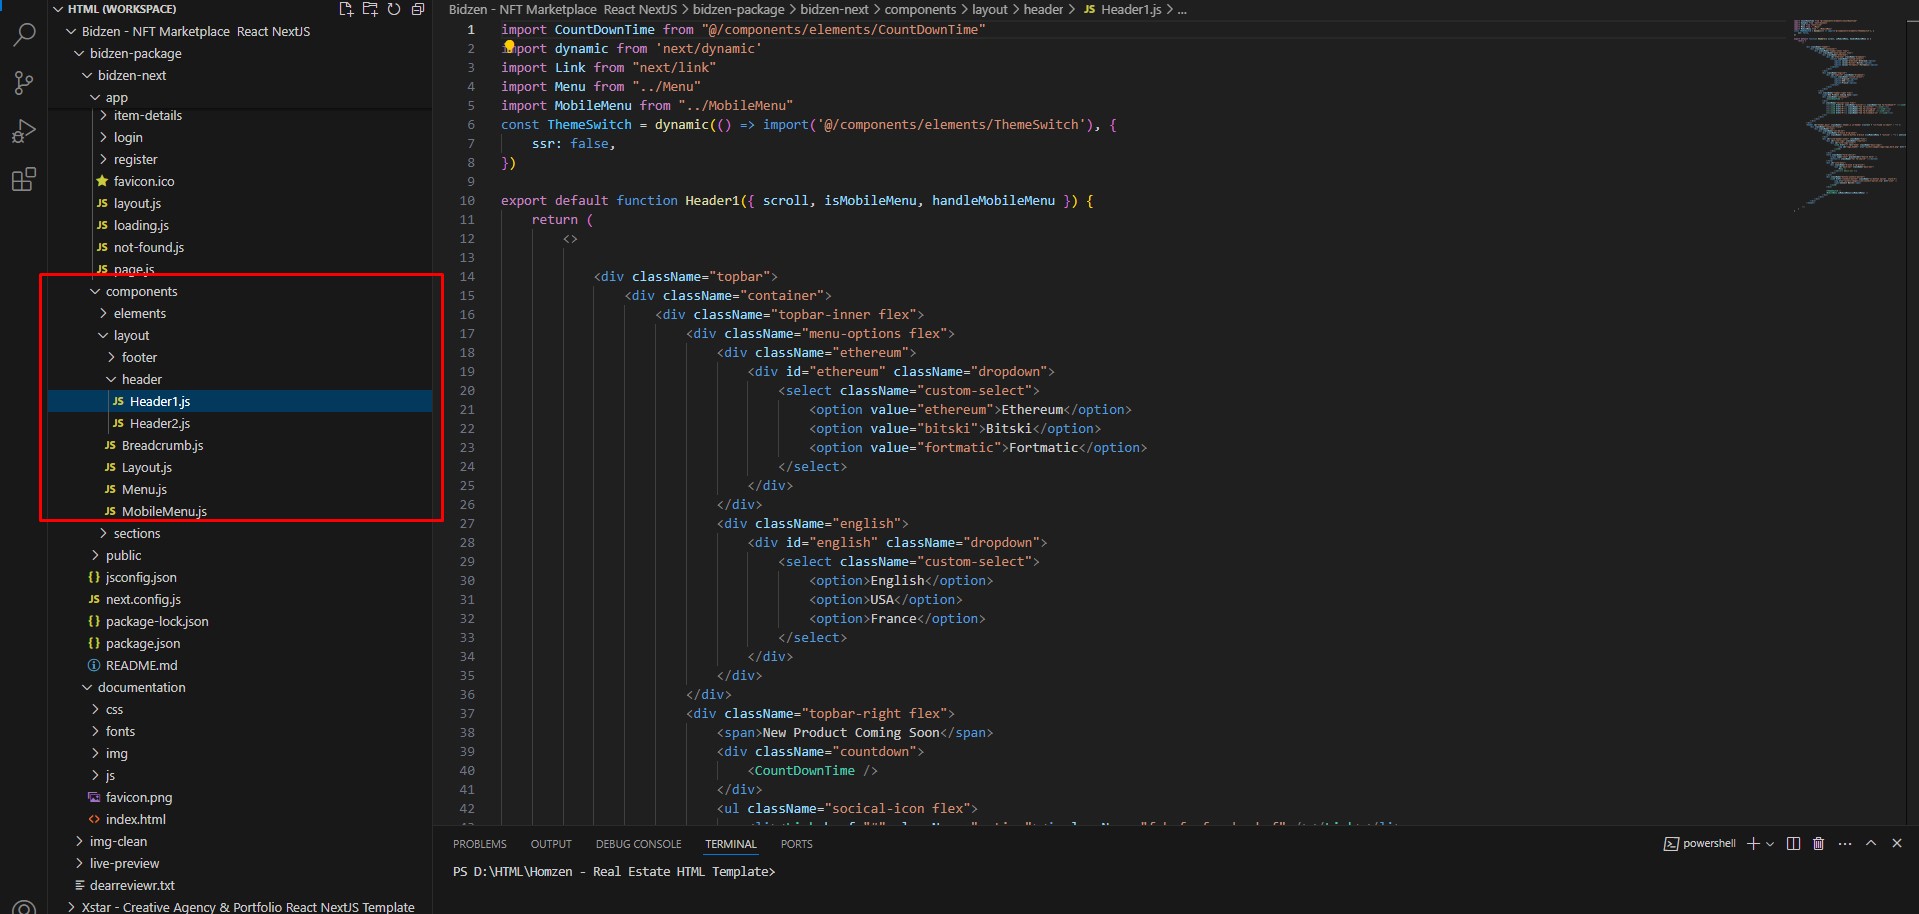 HTML (WORKSPACE)
Bidzen - NFT Marketplace React NextJS
bidzen-package
bidzen-next
app
item-details
login
register
favicon.ico
layout.js
loading.js
not-found.js
page.js
components
elements
layout
footer
header
Header1.js
Header2.js
Breadcrumb.js
Layout.js
Menu.js
MobileMenu.js
sections
public
jsconfig.json
next.config.js
package-lock.json
package.json
README.md
documentation
css
fonts
img
js
favicon.png
index.html
img-clean
live-preview
dearreviewr.txt
Xstar - Creative Agency & Portfolio React NextJS Template
Bidzen - NFT Marketplace React NextJS > bidzen-package > bidzen-next > components > layout > header > JS Header1.js > ...
1 import CountDownTime from "@/components/elements/CountDownTime"
2 import dynamic from 'next/dynamic'
3 import Link from "next/link"
4 import Menu from "../Menu"
5 import MobileMenu from "../MobileMenu"
6 const ThemeSwitch = dynamic(() => import('@/components/elements/ThemeSwitch'), {
7 ssr: false,
8 })
9
10 export default function Header1({ scroll, isMobileMenu, handleMobileMenu }) {
11 return (
12 <>
13
14 <div className="topbar">
15 <div className="container">
16 <div className="topbar-inner flex">
17 <div className="menu-options flex">
18 <div className="ethereum">
19 <div id="ethereum" className="dropdown">
20 <select className="custom-select">
21 <option value="ethereum">Ethereum</option>
22 <option value="bitski">Bitski</option>
23 <option value="fortmatic">Fortmatic</option>
24 </select>
25 </div>
26 </div>
27 <div className="english">
28 <div id="english" className="dropdown">
29 <select className="custom-select">
30 <option>English</option>
31 <option>USA</option>
32 <option>France</option>
33 </select>
34 </div>
35 </div>
36 </div>
37 <div className="topbar-right flex">
38 <span>New Product Coming Soon</span>
39 <div className="countdown">
40 <CountDownTime />
41 </div>
42 <ul className="socical-icon flex">
PROBLEMS OUTPUT DEBUG CONSOLE TERMINAL PORTS powershell
PS D:\HTML\Homzen - Real Estate HTML Template>